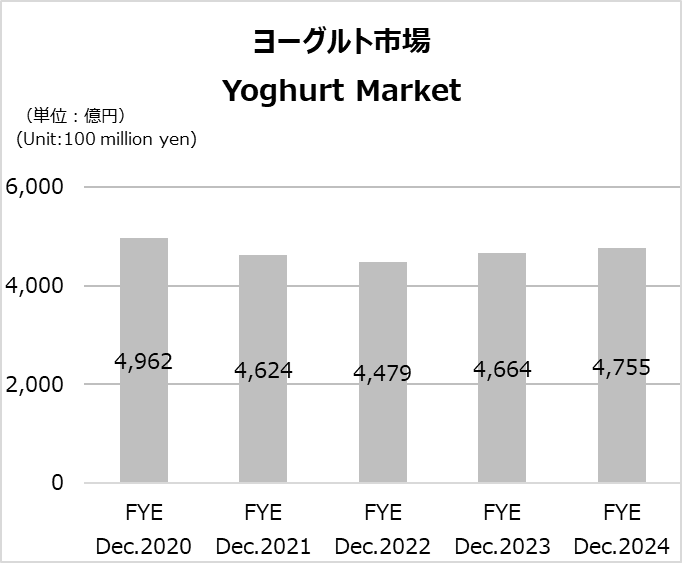 ヨーグルト市場
Yoghurt Market
（単位：億円）
(Unit:100 million yen)
6,000
4,000
2,000
0
4,962
4,624
4,479
4,664
4,755
FYE
Dec.2020
FYE
Dec.2021
FYE
Dec.2022
FYE
Dec.2023
FYE
Dec.2024